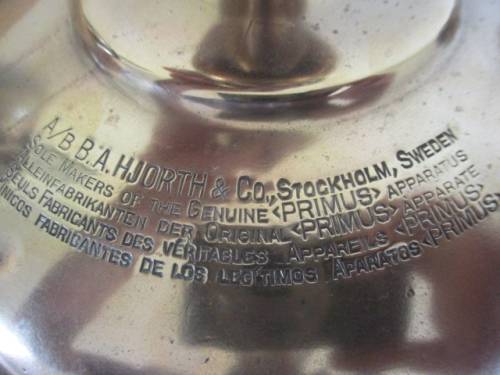 A/B B.A. HJORTH & Co., STOCKHOLM, SWEDEN
SOLE MAKERS OF THE GENUINE <PRIMUS> APPARATUS
ALLEINFABRIKANTEN DER ORIGINAL <PRIMUS> APPARATE
SEULS FABRICANTS DES VÉRITABLES APPAREILS <PRIMUS>
UNICOS FABRICANTES DE LOS LEGÍTIMOS APARATOS <PRIMUS>